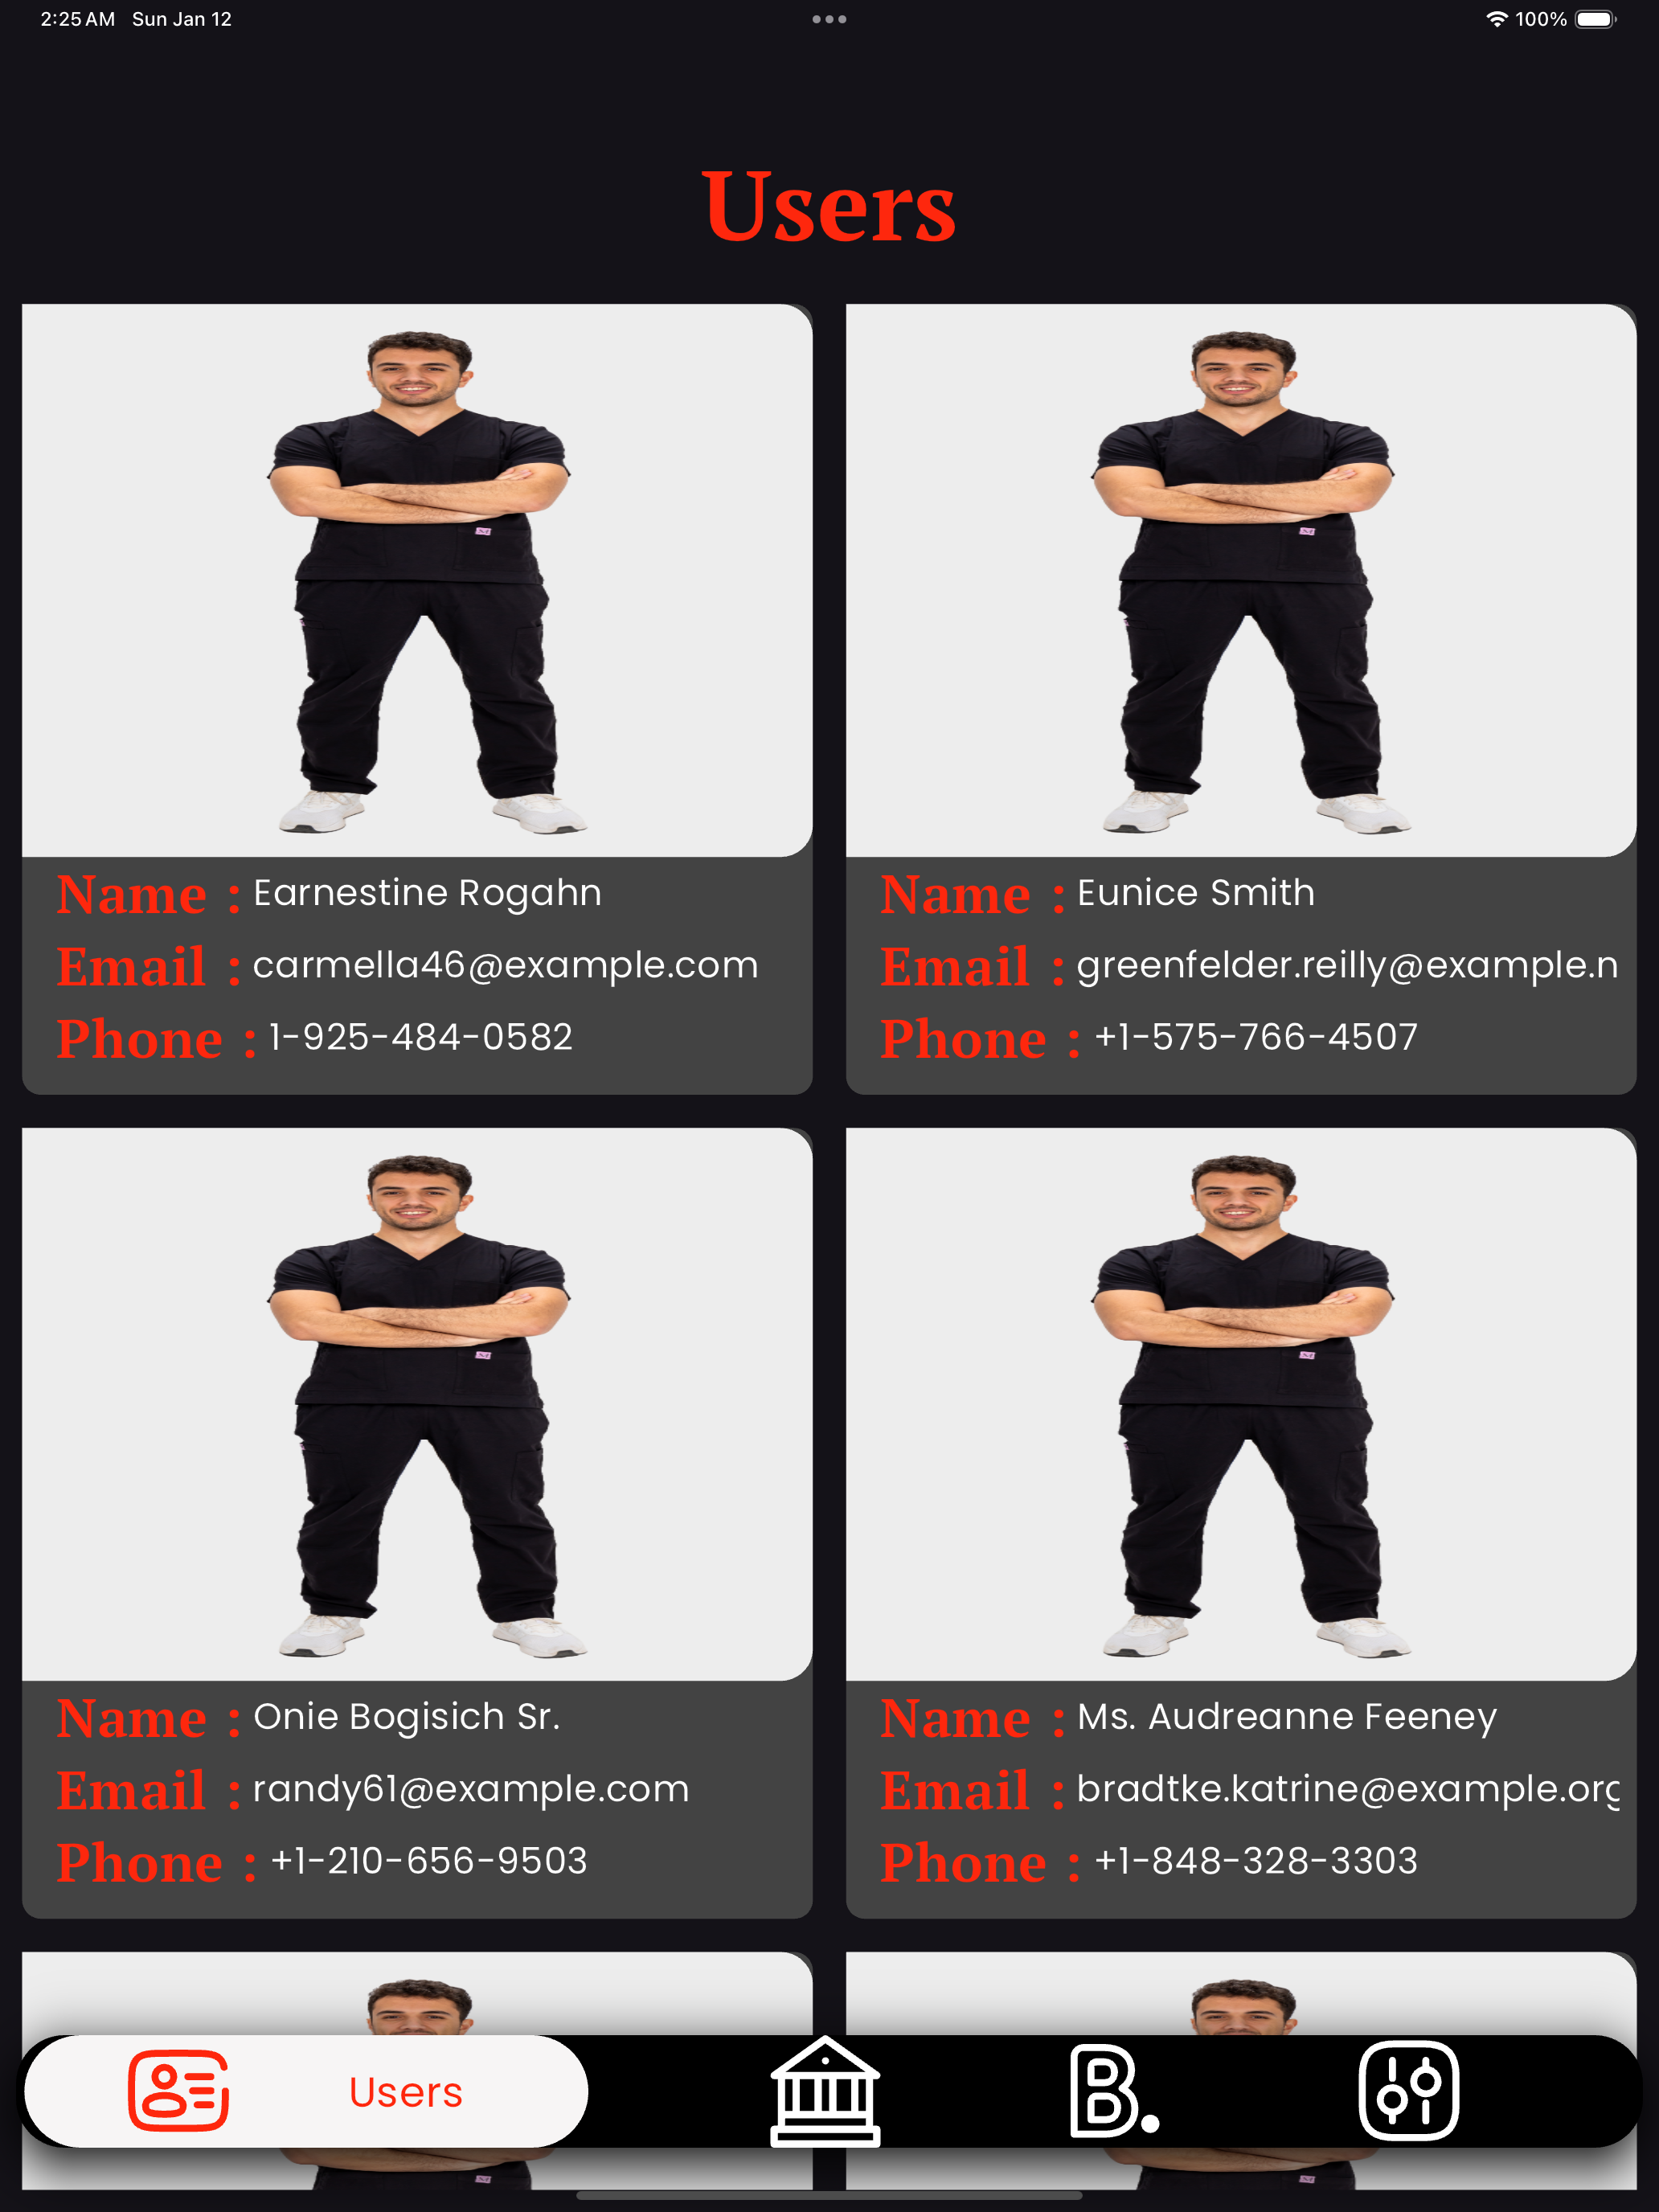 2:25 AM Sun Jan 12
100%
Users
Name : Earnestine Rogahn
Email : carmella46@example.com
Phone : 1-925-484-0582
Name : Eunice Smith
Email : greenfelder.reilly@example.n
Phone : +1-575-766-4507
Name : Onie Bogisich Sr.
Email : randy61@example.com
Phone : +1-210-656-9503
Name : Ms. Audreanne Feeney
Email : bradtke.katrine@example.org
Phone : +1-848-328-3303
Users
B.